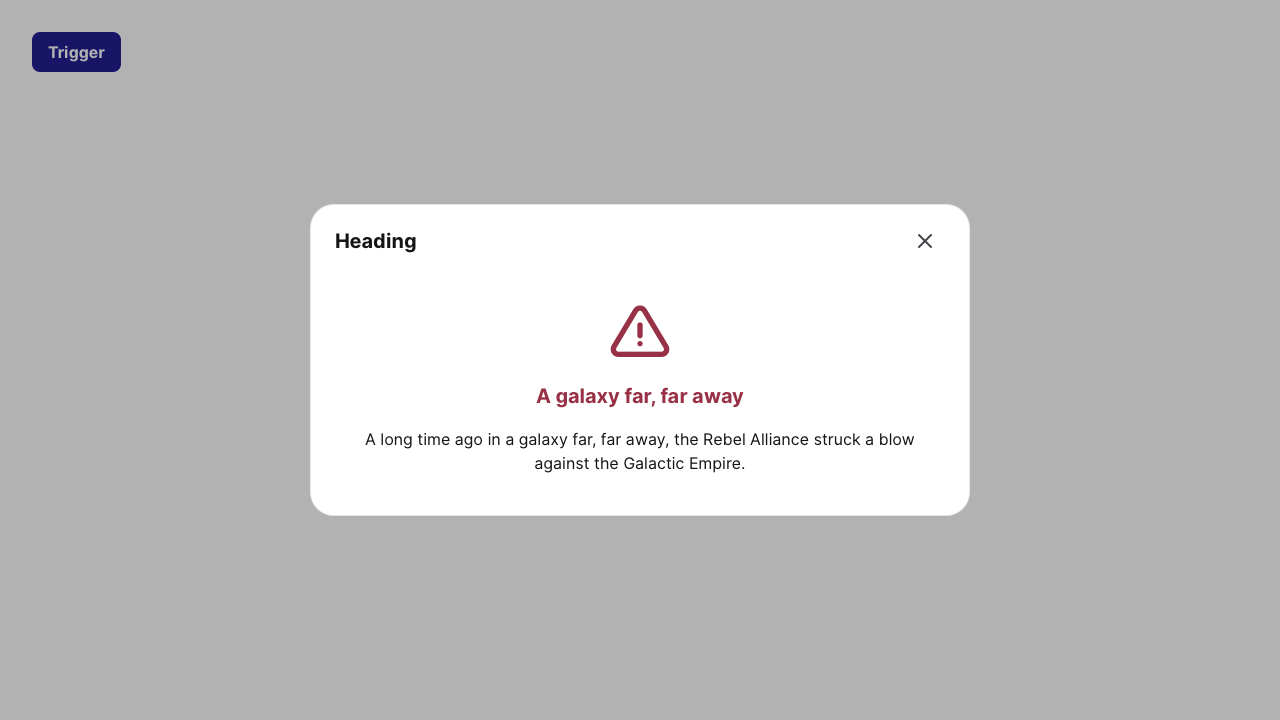 Trigger
Heading
A galaxy far, far away
A long time ago in a galaxy far, far away, the Rebel Alliance struck a blow
against the Galactic Empire.